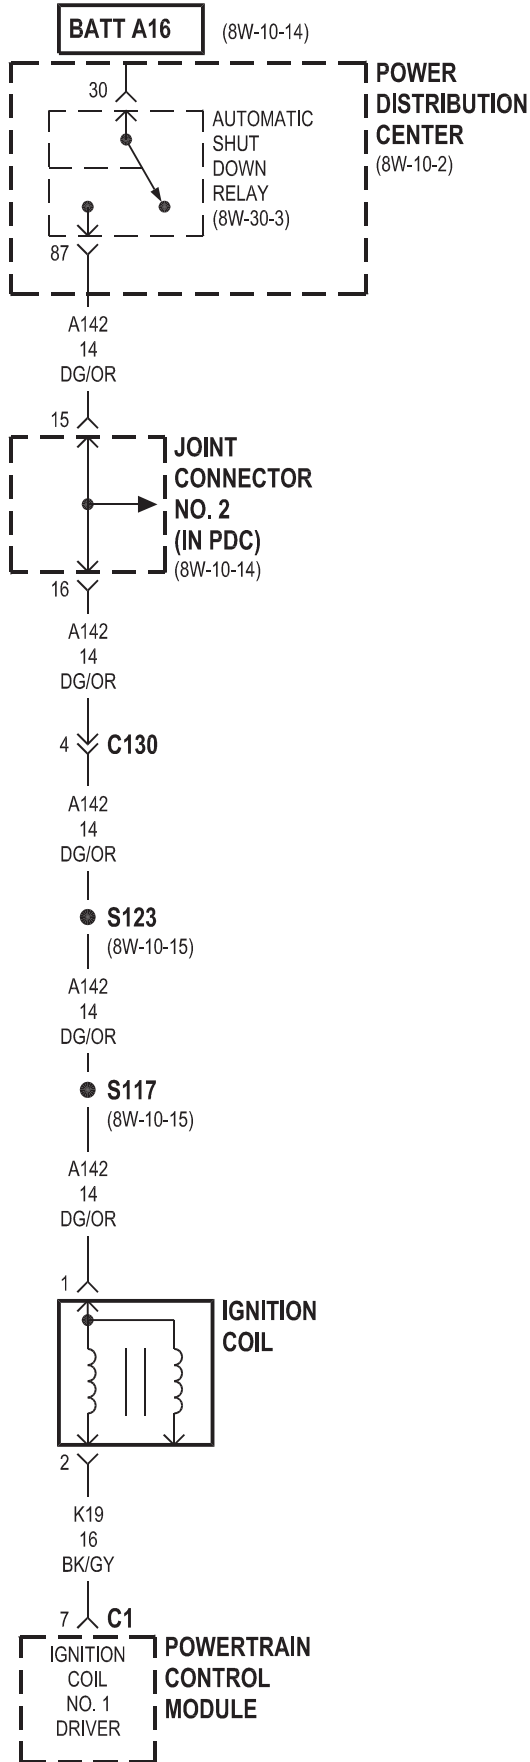 BATT A16
(8W-10-14)
POWER
DISTRIBUTION
CENTER
(8W-10-2)
30
AUTOMATIC
SHUT
DOWN
RELAY
(8W-30-3)
87
A142
14
DG/OR
15
JOINT
CONNECTOR
NO. 2
(IN PDC)
(8W-10-14)
16
A142
14
DG/OR
4
C130
A142
14
DG/OR
S123
(8W-10-15)
A142
14
DG/OR
S117
(8W-10-15)
A142
14
DG/OR
1
IGNITION
COIL
2
K19
16
BK/GY
7
C1
IGNITION
COIL
NO. 1
DRIVER
POWERTRAIN
CONTROL
MODULE